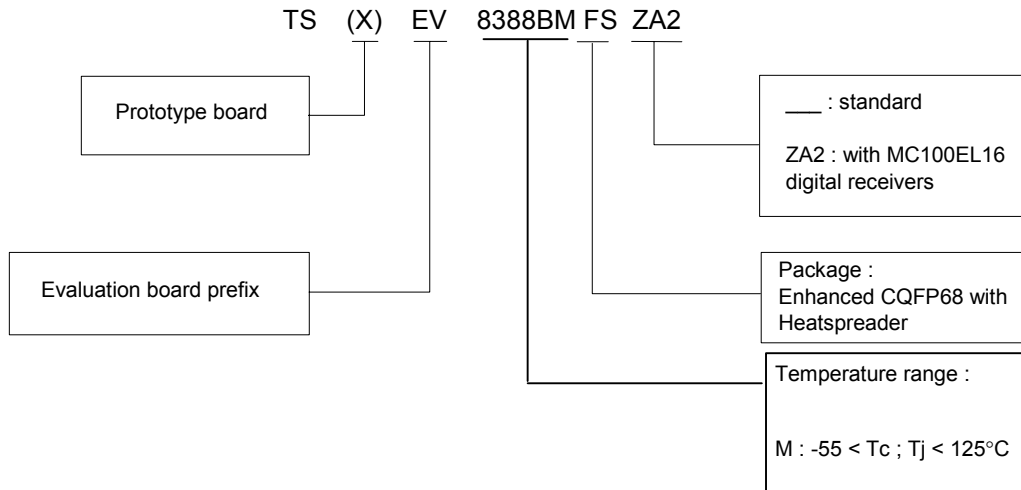 TS (X) EV 8388BM FS ZA2
Prototype board
___ : standard
ZA2 : with MC100EL16
digital receivers
Evaluation board prefix
Package :
Enhanced CQFP68 with
Heatspreader
Temperature range :
M : -55 < Tc ; Tj < 125°C